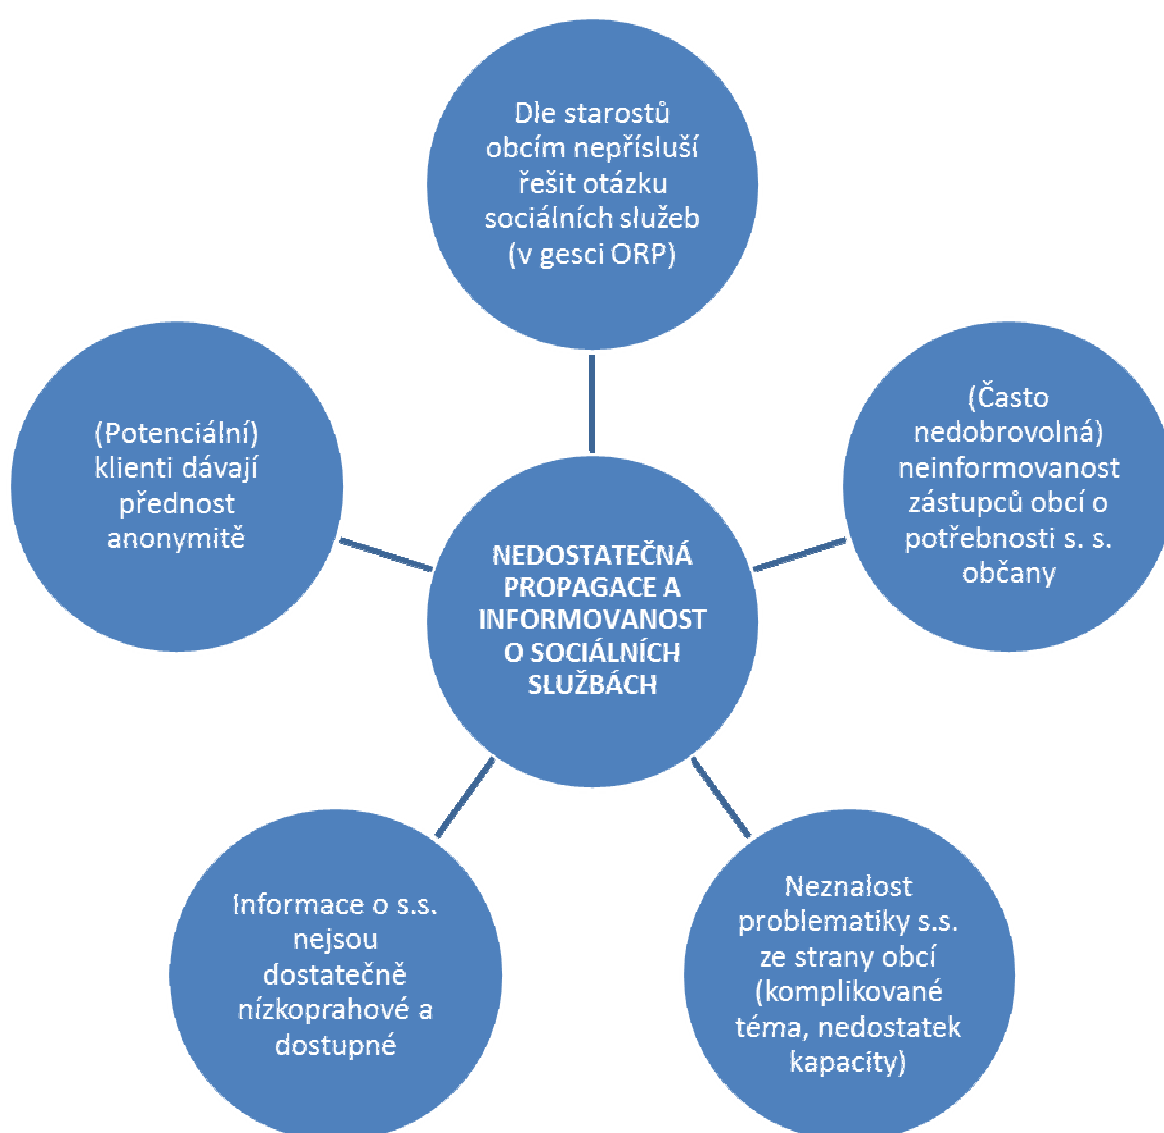 Dle starostů
obcím nepřísluší
řešit otázku
sociálních služeb
(v gesci ORP)
(Často
nedobrovolná)
neinformovanost
zástupců obcí o
potřebnosti s. s.
občany
(Potenciální)
klienti dávají
přednost
anonymitě
NEDOSTATEČNÁ
PROPAGACE A
INFORMOVANOST
O SOCIÁLNÍCH
SLUŽBÁCH
Informace o s.s.
nejsou
dostatečně
nízkoprahové a
dostupné
Neznalost
problematiky s.s.
ze strany obcí
(komplikované
téma, nedostatek
kapacity)